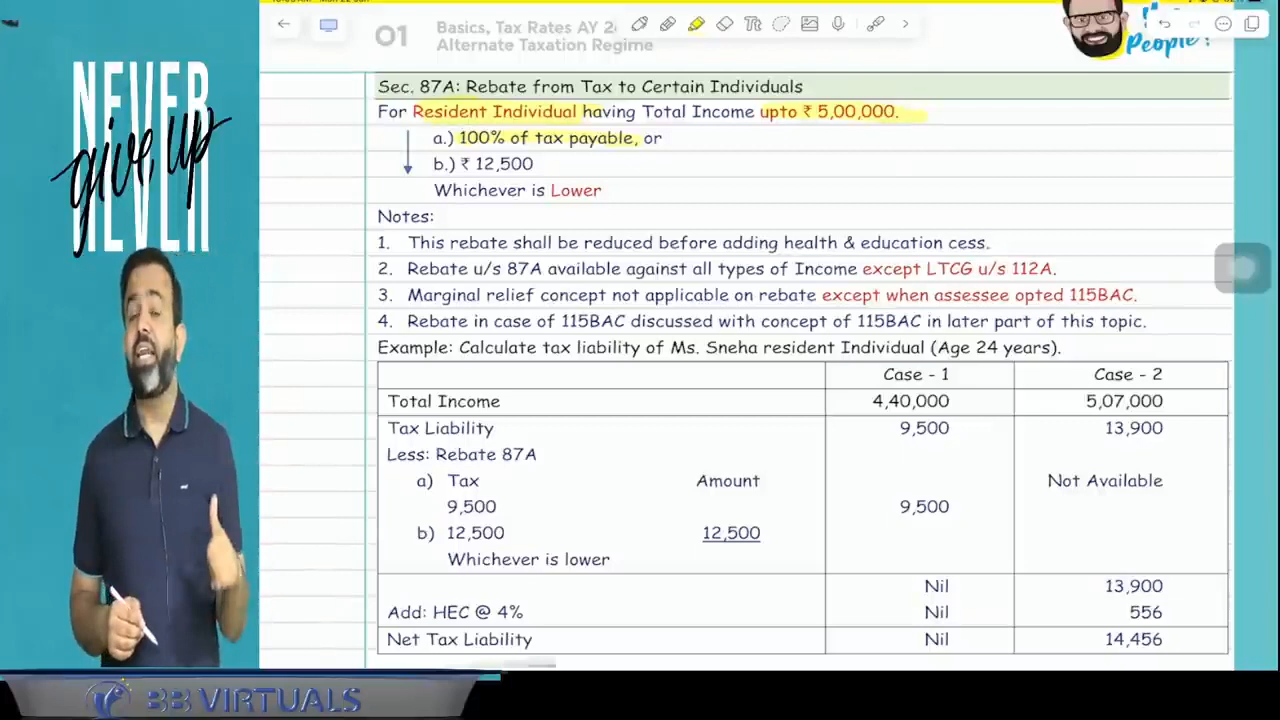 01
Basics, Tax Rates AY 2
Alternate Taxation Regime
People!
NEVER
give up
NEVER
Sec. 87A: Rebate from Tax to Certain Individuals
For Resident Individual having Total Income upto ₹ 5,00,000.
a.) 100% of tax payable, or
b.) ₹ 12,500
Whichever is Lower
Notes:
1. This rebate shall be reduced before adding health & education cess.
2. Rebate u/s 87A available against all types of Income except LTCG u/s 112A.
3. Marginal relief concept not applicable on rebate except when assessee opted 115BAC.
4. Rebate in case of 115BAC discussed with concept of 115BAC in later part of this topic.
Example: Calculate tax liability of Ms. Sneha resident Individual (Age 24 years).
Case - 1 Case - 2
Total Income 4,40,000 5,07,000
Tax Liability 9,500 13,900
Less: Rebate 87A
a) Tax Amount Not Available
9,500 9,500
b) 12,500 12,500
Whichever is lower
Nil 13,900
Add: HEC @ 4% Nil 556
Net Tax Liability Nil 14,456
BB VIRTUALS